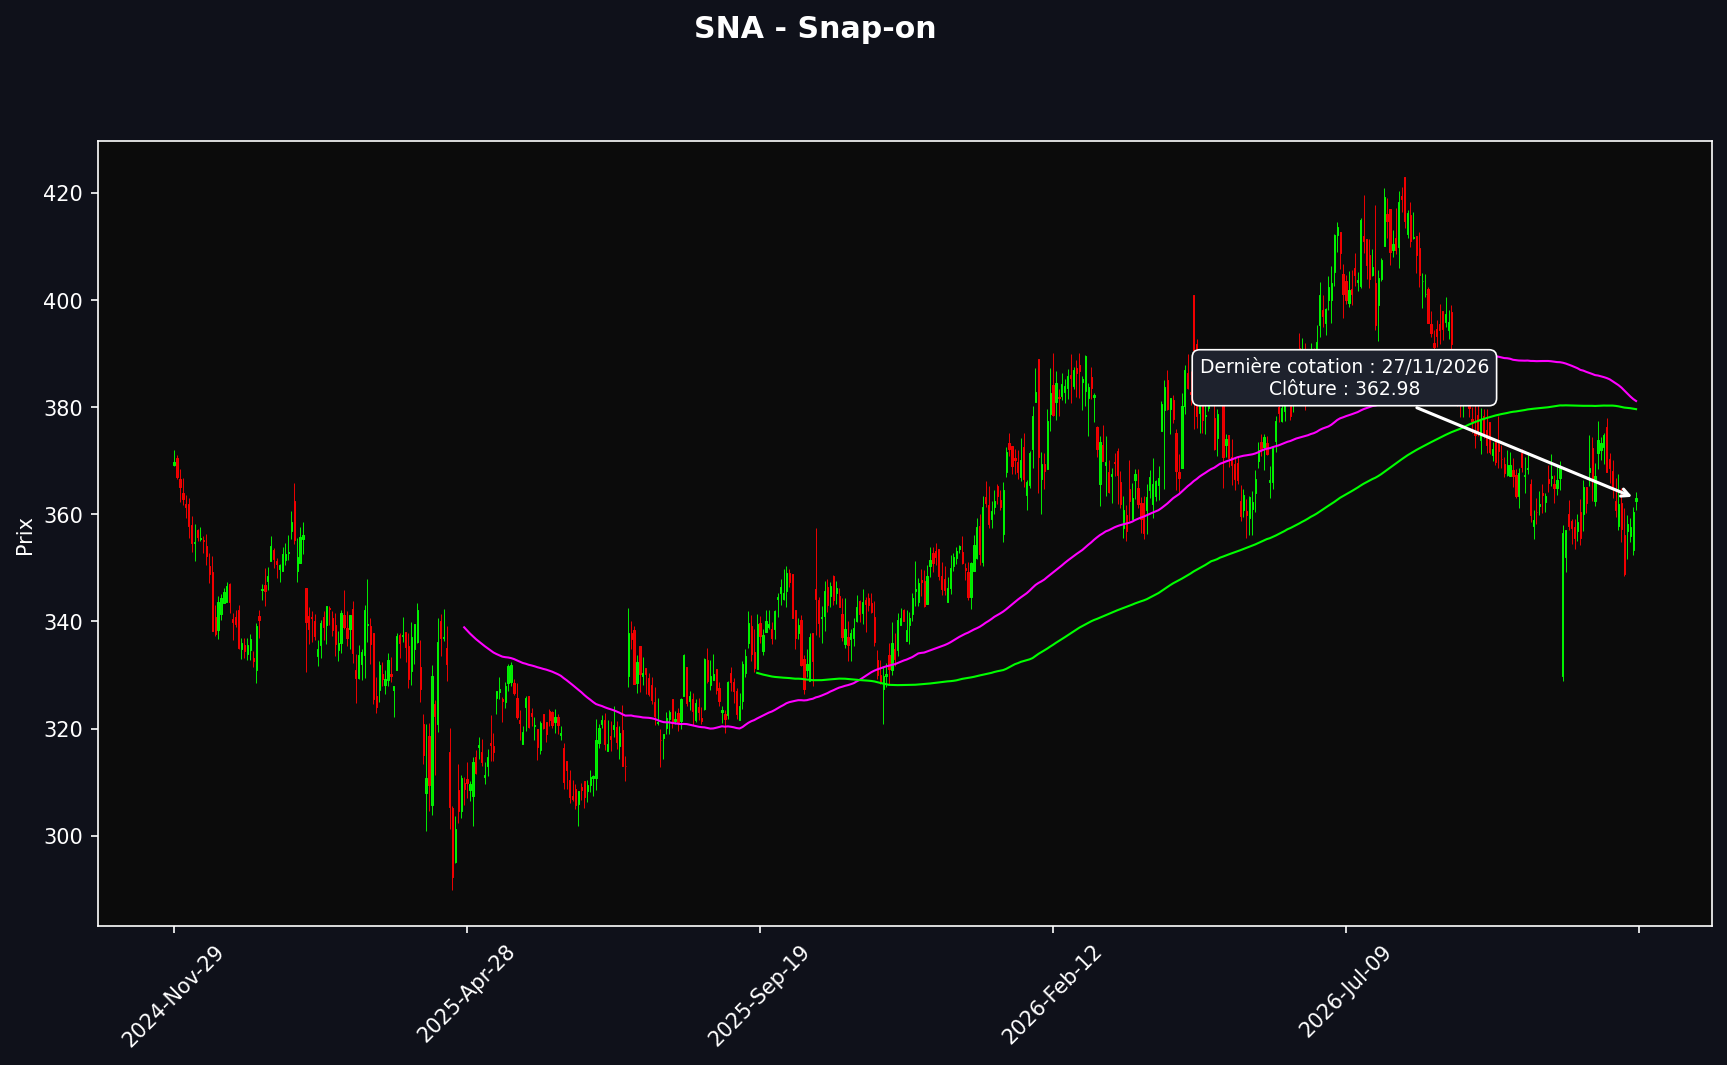 SNA - Snap-on
420
400
380
360
340
320
300
Prix
Dernière cotation : 27/11/2026
Clôture : 362.98
2024-Nov-29
2025-Apr-28
2025-Sep-19
2026-Feb-12
2026-Jul-09